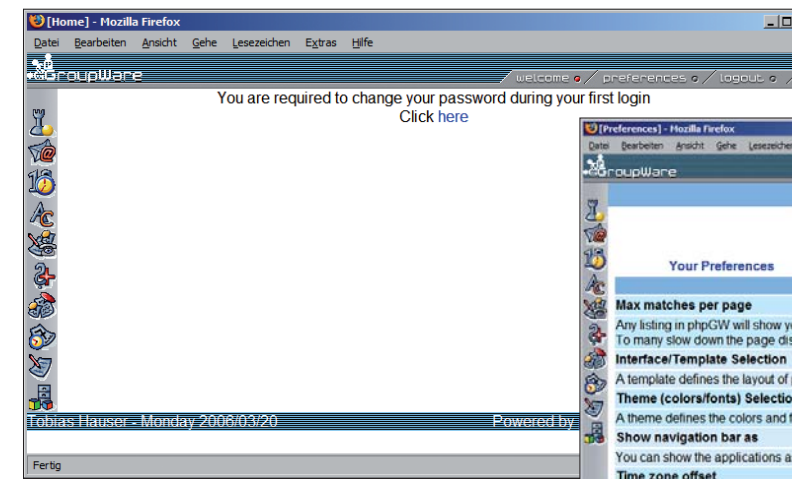 [Home] - Mozilla Firefox
Datei Bearbeiten Ansicht Gehe Lesezeichen Extras Hilfe
GroupWare
welcome preferences logout
You are required to change your password during your first login
Click here
Tobias Hauser - Monday 2006/03/20
Powered by
Fertig
[Preferences] - Mozilla Firefox
Datei Bearbeiten Ansicht Gehe Lesezeichen
GroupWare
Your Preferences
Max matches per page
Any listing in phpGW will show yo
To many slow down the page dis
Interface/Template Selection
A template defines the layout of
Theme (colors/fonts) Selectio
A theme defines the colors and f
Show navigation bar as
You can show the applications a
Time zone offset